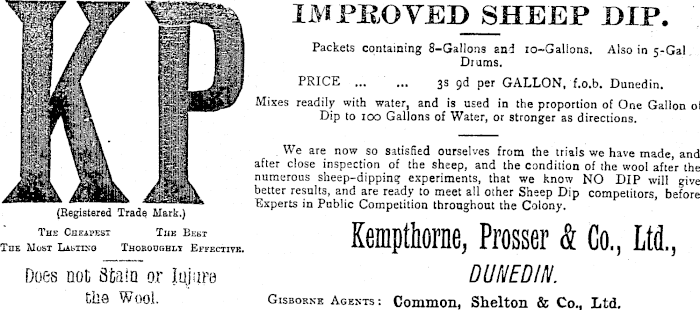 KP
(Registered Trade Mark.)
THE CHEAPEST THE BEST
THE MOST LASTING THOROUGHLY EFFECTIVE.
Does not Stain or Injure
the Wool.
IMPROVED SHEEP DIP.
Packets containing 8-Gallons and 10-Gallons. Also in 5-Gal
Drums.
PRICE ... ... 3s 9d per GALLON, f.o.b. Dunedin.
Mixes readily with water, and is used in the proportion of One Gallon of
Dip to 100 Gallons of Water, or stronger as directions.
We are now so satisfied ourselves from the trials we have made, and
after close inspection of the sheep, and the condition of the wool after the
numerous sheep-dipping experiments, that we know NO DIP will give
better results, and are ready to meet all other Sheep Dip competitors, before
Experts in Public Competition throughout the Colony.
Kempthorne, Prosser & Co., Ltd.,
DUNEDIN.
GISBORNE AGENTS: Common, Shelton & Co., Ltd.